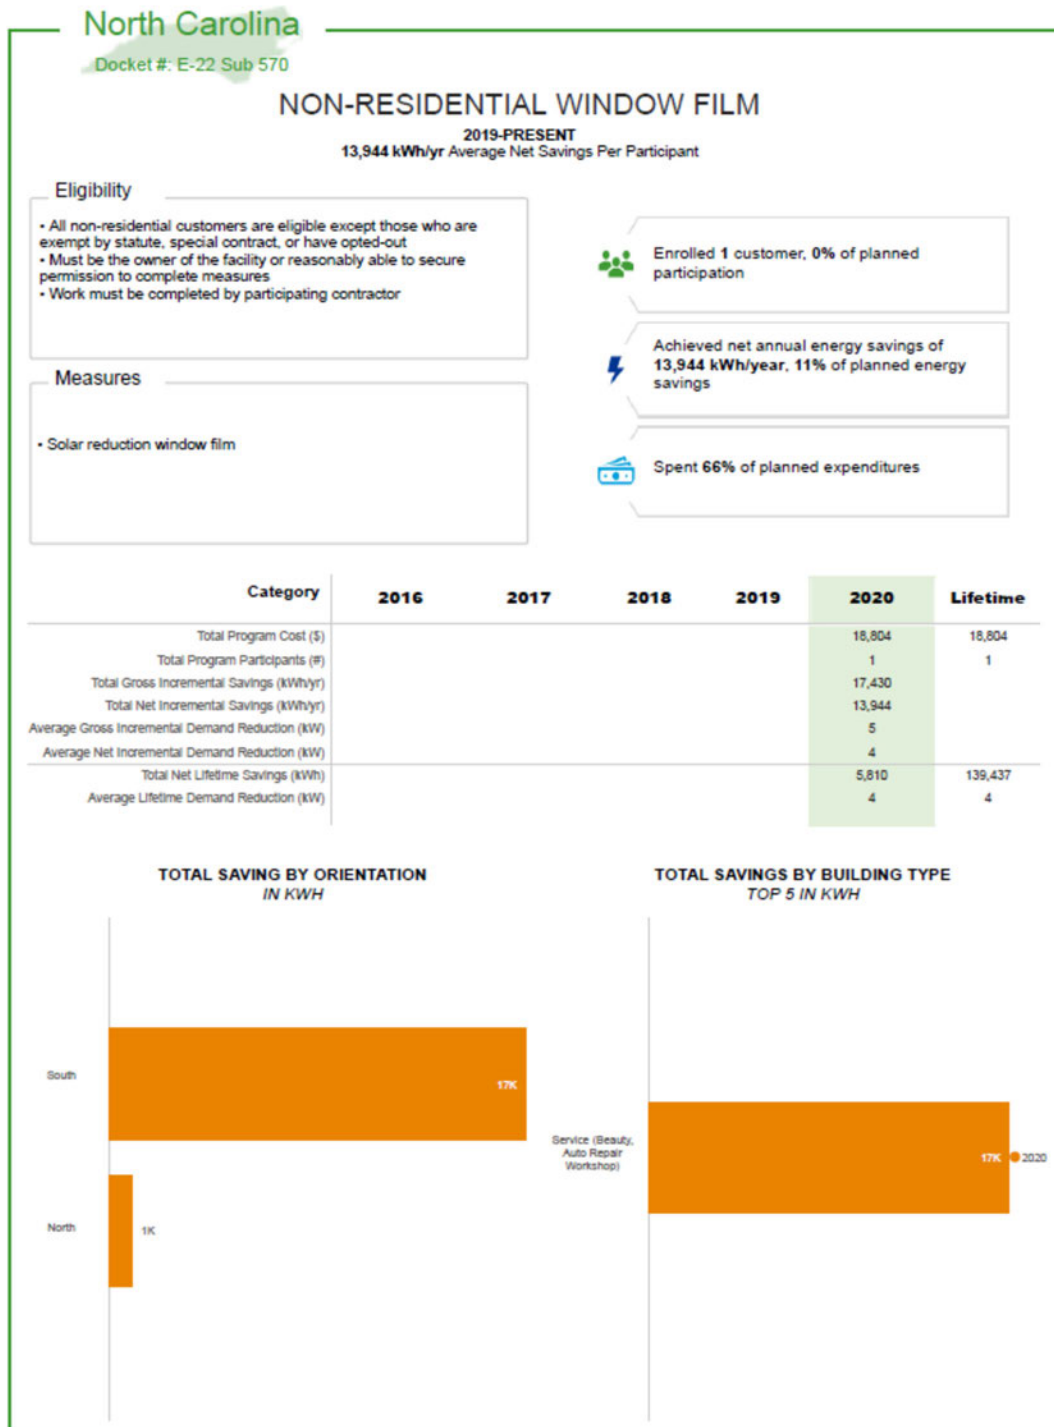 North Carolina
Docket #: E-22 Sub 570
NON-RESIDENTIAL WINDOW FILM
2019-PRESENT
13,944 kWh/yr Average Net Savings Per Participant
Eligibility
• All non-residential customers are eligible except those who are
exempt by statute, special contract, or have opted-out
• Must be the owner of the facility or reasonably able to secure
permission to complete measures
• Work must be completed by participating contractor
Enrolled 1 customer, 0% of planned
participation
Achieved net annual energy savings of
13,944 kWh/year, 11% of planned energy
savings
Spent 66% of planned expenditures
Measures
• Solar reduction window film
Category 2016 2017 2018 2019 2020 Lifetime
Total Program Cost ($) 18,804 18,804
Total Program Participants (#) 1 1
Total Gross Incremental Savings (kWh/yr) 17,430
Total Net Incremental Savings (kWh/yr) 13,944
Average Gross Incremental Demand Reduction (kW) 5
Average Net Incremental Demand Reduction (kW) 4
Total Net Lifetime Savings (kWh) 5,810 139,437
Average Lifetime Demand Reduction (kW) 4 4
TOTAL SAVING BY ORIENTATION
IN KWH
South
17K
North
1K
TOTAL SAVINGS BY BUILDING TYPE
TOP 5 IN KWH
Service (Beauty,
Auto Repair
Workshop)
17K
2020